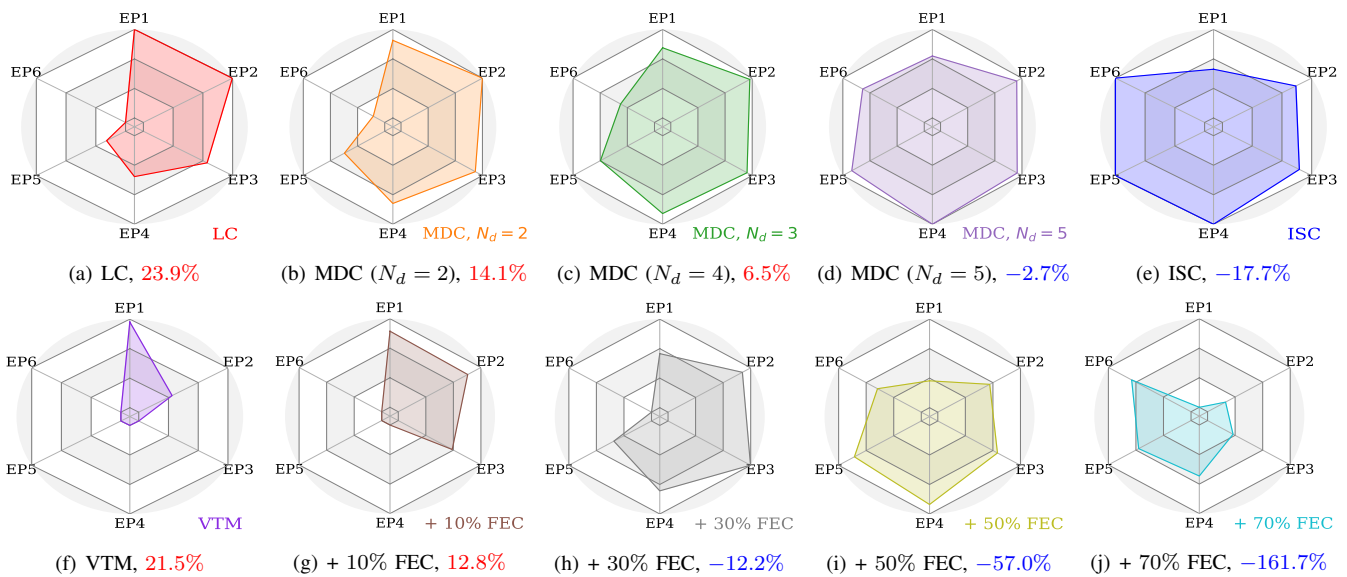 EP1 EP1 EP1 EP1 EP1
EP6 EP2 EP6 EP2 EP6 EP2 EP6 EP2 EP6 EP2
EP5 EP3 EP5 EP3 EP5 EP3 EP5 EP3 EP5 EP3
EP4 LC EP4 MDC, N_d = 2 EP4 MDC, N_d = 3 EP4 MDC, N_d = 5 EP4 ISC
(a) LC, 23.9% (b) MDC (N_d = 2), 14.1% (c) MDC (N_d = 4), 6.5% (d) MDC (N_d = 5), −2.7% (e) ISC, −17.7%
EP1 EP1 EP1 EP1 EP1
EP6 EP2 EP6 EP2 EP6 EP2 EP6 EP2 EP6 EP2
EP5 EP3 EP5 EP3 EP5 EP3 EP5 EP3 EP5 EP3
EP4 VTM EP4 + 10% FEC EP4 + 30% FEC EP4 + 50% FEC EP4 + 70% FEC
(f) VTM, 21.5% (g) + 10% FEC, 12.8% (h) + 30% FEC, −12.2% (i) + 50% FEC, −57.0% (j) + 70% FEC, −161.7%